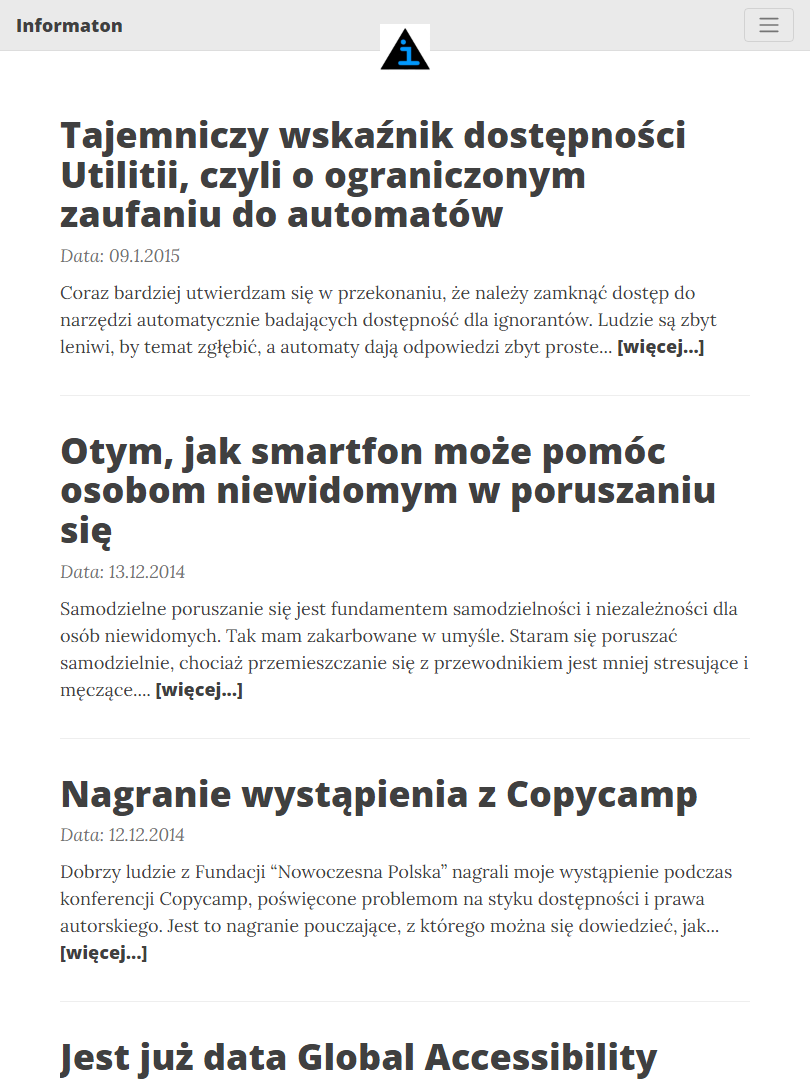 Informaton
i
Tajemniczy wskaźnik dostępności
Utilitii, czyli o ograniczonym
zaufaniu do automatów
Data: 09.1.2015
Coraz bardziej utwierdzam się w przekonaniu, że należy zamknąć dostęp do
narzędzi automatycznie badających dostępność dla ignorantów. Ludzie są zbyt
leniwi, by temat zgłębić, a automaty dają odpowiedzi zbyt proste... [więcej...]
Otym, jak smartfon może pomóc
osobom niewidomym w poruszaniu
się
Data: 13.12.2014
Samodzielne poruszanie się jest fundamentem samodzielności i niezależności dla
osób niewidomych. Tak mam zakarbowane w umyśle. Staram się poruszać
samodzielnie, chociaż przemieszczanie się z przewodnikiem jest mniej stresujące i
męczące.... [więcej...]
Nagranie wystąpienia z Copycamp
Data: 12.12.2014
Dobrzy ludzie z Fundacji “Nowoczesna Polska” nagrali moje wystąpienie podczas
konferencji Copycamp, poświęcone problemom na styku dostępności i prawa
autorskiego. Jest to nagranie pouczające, z którego można się dowiedzieć, jak...
[więcej...]
Jest już data Global Accessibility